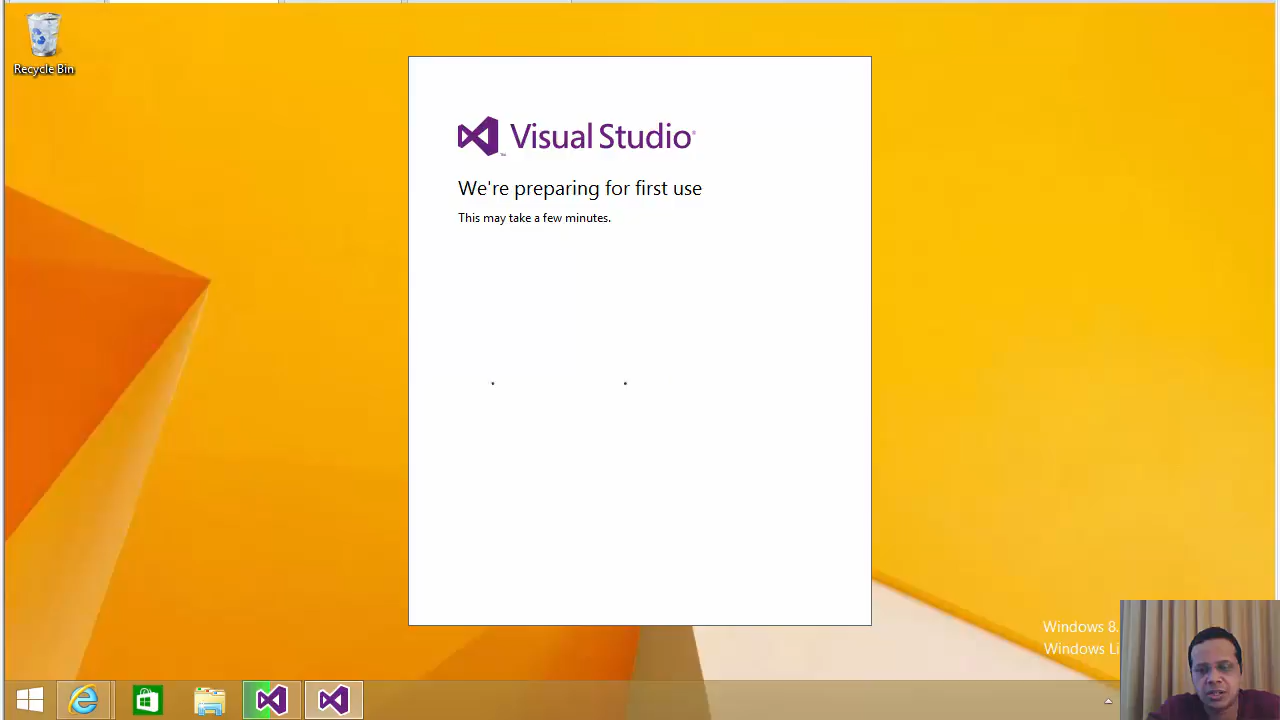 Recycle Bin
Visual Studio
We're preparing for first use
This may take a few minutes.
Windows 8.
Windows Li